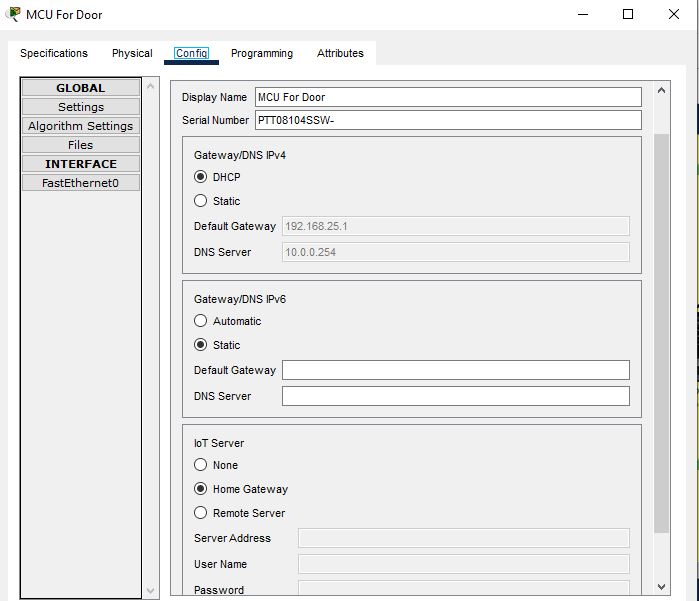 MCU For Door
Specifications Physical Config Programming Attributes
GLOBAL
Settings
Algorithm Settings
Files
INTERFACE
FastEthernet0
Display Name MCU For Door
Serial Number PTT08104SSW-
Gateway/DNS IPv4
DHCP
Static
Default Gateway 192.168.25.1
DNS Server 10.0.0.254
Gateway/DNS IPv6
Automatic
Static
Default Gateway
DNS Server
IoT Server
None
Home Gateway
Remote Server
Server Address
User Name
Password